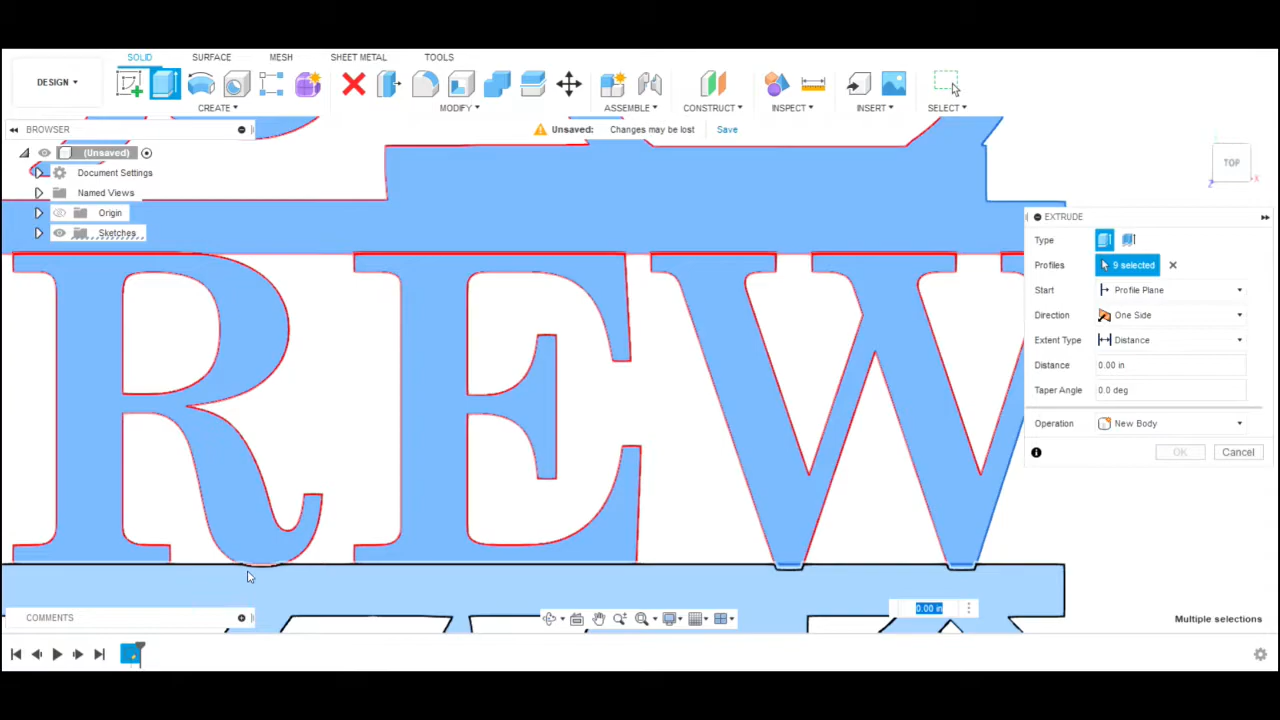 SOLID SURFACE MESH SHEET METAL TOOLS
DESIGN
CREATE MODIFY ASSEMBLE CONSTRUCT INSPECT INSERT SELECT
BROWSER
Unsaved: Changes may be lost Save
(Unsaved)
Document Settings
Named Views
Origin
Sketches
TOP
X
Z
EXTRUDE
Type
Profiles 9 selected
Start Profile Plane
Direction One Side
Extent Type Distance
Distance 0.00 in
Taper Angle 0.0 deg
Operation New Body
OK Cancel
REW
0.00 in
COMMENTS
Multiple selections